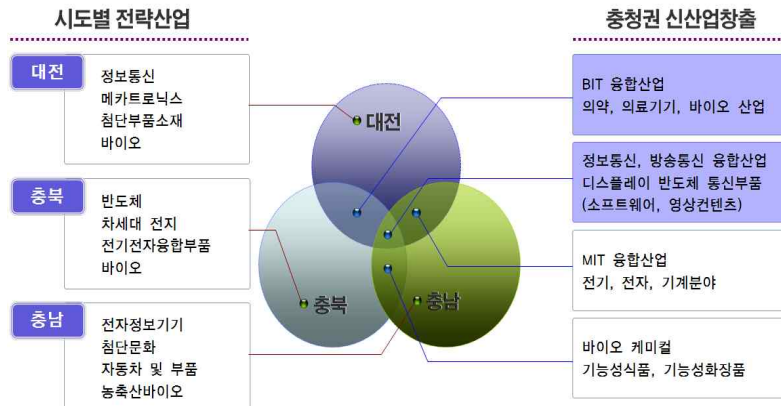 시도별 전략산업
충청권 신산업창출
대전
정보통신
메카트로닉스
첨단부품소재
바이오
충북
반도체
차세대 전지
전기전자융합부품
바이오
충남
전자정보기기
첨단문화
자동차 및 부품
농축산바이오
대전
충북
충남
BIT 융합산업
의약, 의료기기, 바이오 산업
정보통신, 방송통신 융합산업
디스플레이 반도체 통신부품
(소프트웨어, 영상컨텐츠)
MIT 융합산업
전기, 전자, 기계분야
바이오 케미컬
기능성식품, 기능성화장품